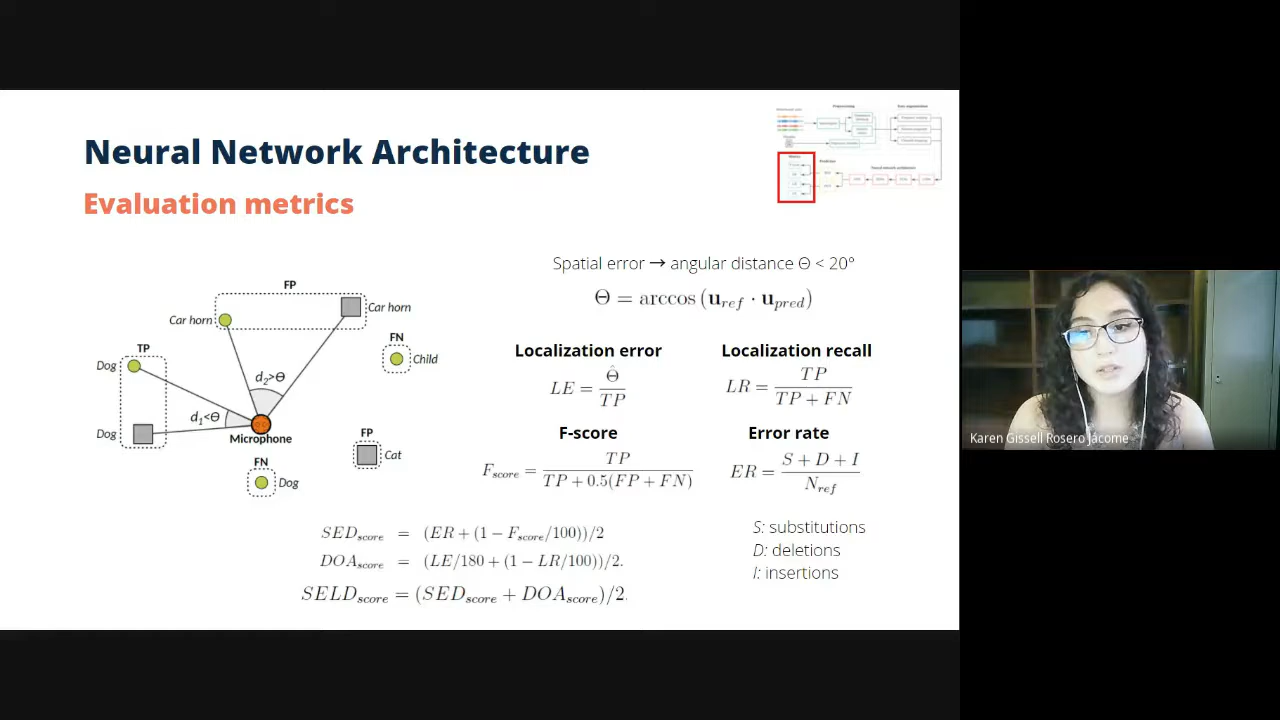 Neural Network Architecture
Evaluation metrics
Spatial error → angular distance Θ < 20°
Θ = arccos (u_ref · u_pred)
FP
Car horn
Car horn
FN
Child
TP
Dog
d₂>Θ
d₁<Θ
Dog
Microphone
FP
Cat
FN
Dog
Localization error
LE = Θ̂ / TP
Localization recall
LR = TP / (TP + FN)
F-score
F_score = TP / (TP + 0.5(FP + FN))
Error rate
ER = (S + D + I) / N_ref
SED_score = (ER + (1 − F_score/100))/2
DOA_score = (LE/180 + (1 − LR/100))/2.
SELD_score = (SED_score + DOA_score)/2.
S: substitutions
D: deletions
I: insertions
Karen Gissell Rosero Jacome